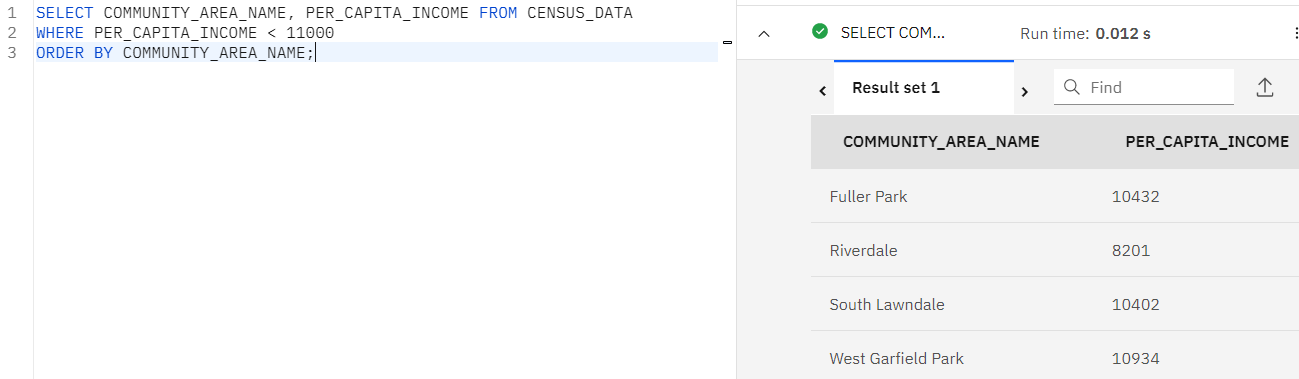 1 SELECT COMMUNITY_AREA_NAME, PER_CAPITA_INCOME FROM CENSUS_DATA
2 WHERE PER_CAPITA_INCOME < 11000
3 ORDER BY COMMUNITY_AREA_NAME;
SELECT COM... Run time: 0.012 s
Result set 1 Find
COMMUNITY_AREA_NAME PER_CAPITA_INCOME
Fuller Park 10432
Riverdale 8201
South Lawndale 10402
West Garfield Park 10934